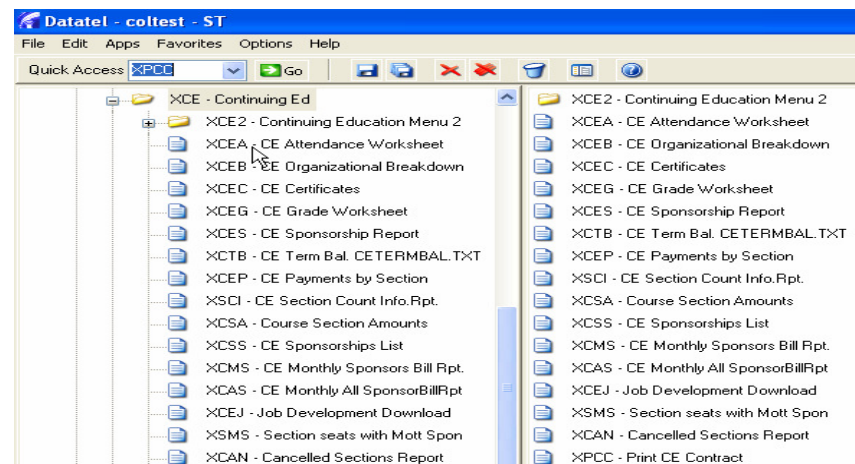 Datatel - coltest - ST
File Edit Apps Favorites Options Help
Quick Access XPCC Go
XCE - Continuing Ed
XCE2 - Continuing Education Menu 2
XCEA - CE Attendance Worksheet
XCEB - CE Organizational Breakdown
XCEC - CE Certificates
XCEG - CE Grade Worksheet
XCES - CE Sponsorship Report
XCTB - CE Term Bal. CETERMBAL.TXT
XCEP - CE Payments by Section
XSCI - CE Section Count Info.Rpt.
XCSA - Course Section Amounts
XCSS - CE Sponsorships List
XCMS - CE Monthly Sponsors Bill Rpt.
XCAS - CE Monthly All SponsorBillRpt
XCEJ - Job Development Download
XSMS - Section seats with Mott Spon
XCAN - Cancelled Sections Report
XCE2 - Continuing Education Menu 2
XCEA - CE Attendance Worksheet
XCEB - CE Organizational Breakdown
XCEC - CE Certificates
XCEG - CE Grade Worksheet
XCES - CE Sponsorship Report
XCTB - CE Term Bal. CETERMBAL.TXT
XCEP - CE Payments by Section
XSCI - CE Section Count Info.Rpt.
XCSA - Course Section Amounts
XCSS - CE Sponsorships List
XCMS - CE Monthly Sponsors Bill Rpt.
XCAS - CE Monthly All SponsorBillRpt
XCEJ - Job Development Download
XSMS - Section seats with Mott Spon
XCAN - Cancelled Sections Report
XPCC - Print CE Contract